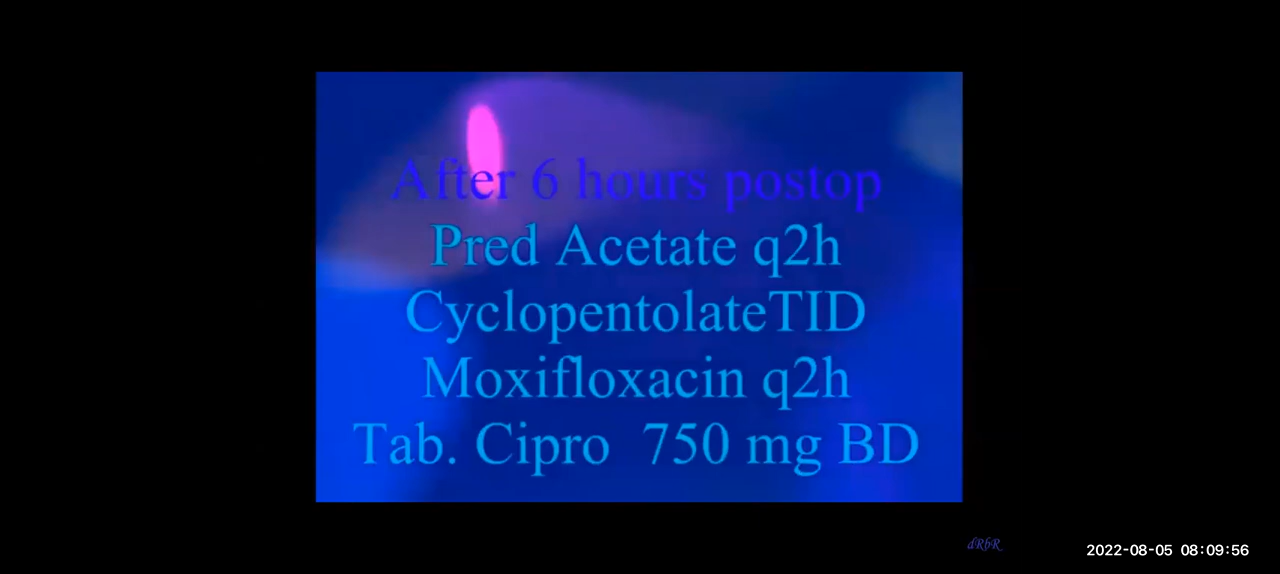 After 6 hours postop
Pred Acetate q2h
CyclopentolateTID
Moxifloxacin q2h
Tab. Cipro 750 mg BD
dRbR
2022-08-05 08:09:56